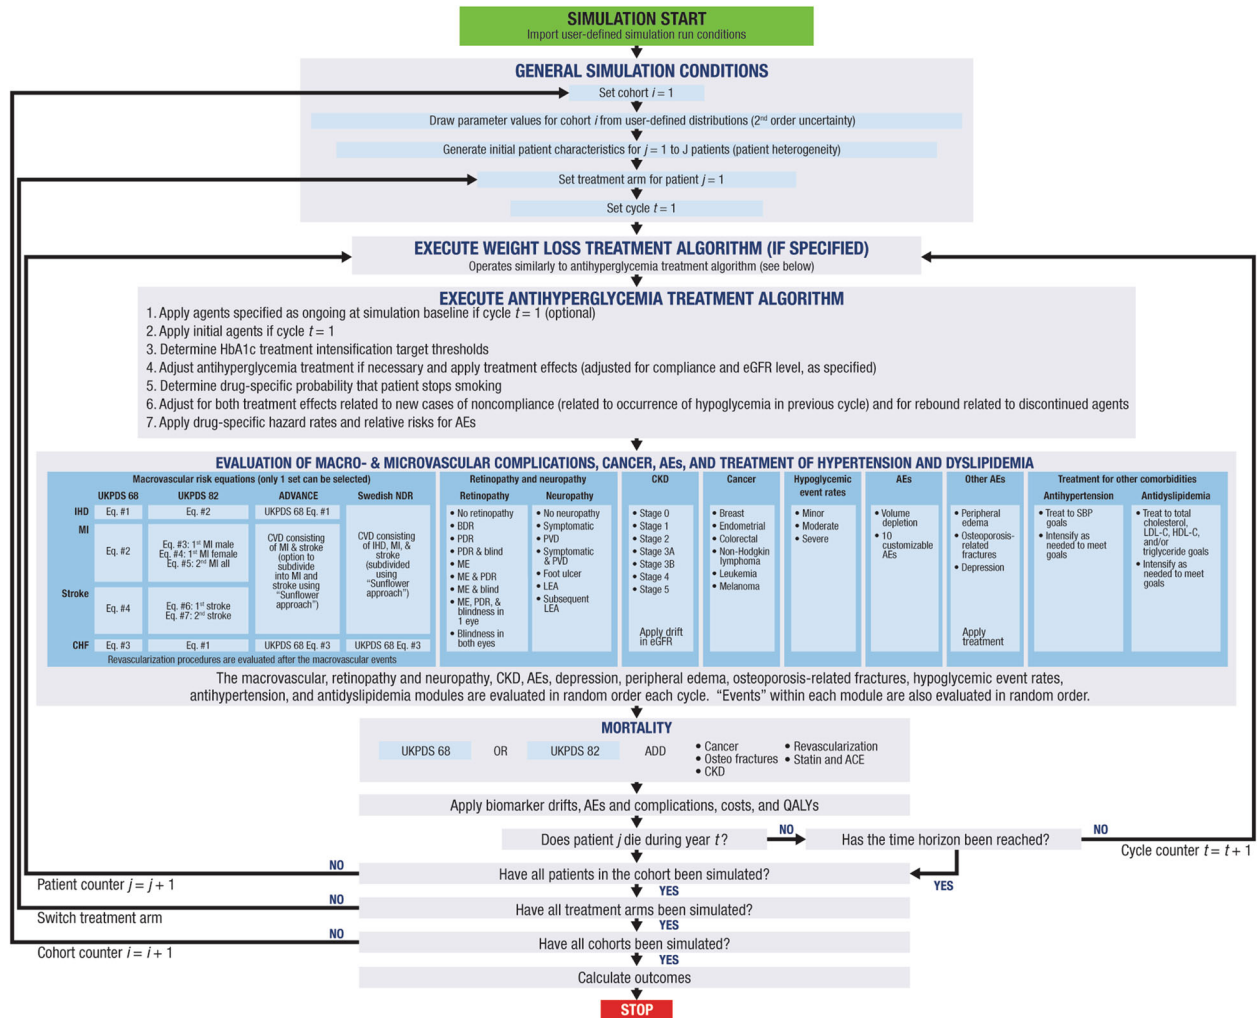 SIMULATION START
Import user-defined simulation run conditions
GENERAL SIMULATION CONDITIONS
Set cohort i = 1
Draw parameter values for cohort i from user-defined distributions (2nd order uncertainty)
Generate initial patient characteristics for j = 1 to J patients (patient heterogeneity)
Set treatment arm for patient j = 1
Set cycle t = 1
EXECUTE WEIGHT LOSS TREATMENT ALGORITHM (IF SPECIFIED)
Operates similarly to antihyperglycemia treatment algorithm (see below)
EXECUTE ANTIHYPERGLYCEMIA TREATMENT ALGORITHM
1. Apply agents specified as ongoing at simulation baseline if cycle t = 1 (optional)
2. Apply initial agents if cycle t = 1
3. Determine HbA1c treatment intensification target thresholds
4. Adjust antihyperglycemia treatment if necessary and apply treatment effects (adjusted for compliance and eGFR level, as specified)
5. Determine drug-specific probability that patient stops smoking
6. Adjust for both treatment effects related to new cases of noncompliance (related to occurrence of hypoglycemia in previous cycle) and for rebound related to discontinued agents
7. Apply drug-specific hazard rates and relative risks for AEs
EVALUATION OF MACRO- & MICROVASCULAR COMPLICATIONS, CANCER, AEs, AND TREATMENT OF HYPERTENSION AND DYSLIPIDEMIA
Macrovascular risk equations (only 1 set can be selected)
UKPDS 68 UKPDS 82 ADVANCE Swedish NDR
IHD Eq. #1 Eq. #2 UKPDS 68 Eq. #1
MI
Eq. #2
Eq. #3: 1st MI male
Eq. #4: 1st MI female
Eq. #5: 2nd MI all
CVD consisting
of MI & stroke
(option to
subdivide
into MI and
stroke using
"Sunflower
approach")
CVD consisting
of IHD, MI, &
stroke
(subdivided
using
"Sunflower
approach")
Stroke
Eq. #4
Eq. #6: 1st stroke
Eq. #7: 2nd stroke
CHF Eq. #3 Eq. #1 UKPDS 68 Eq. #3 UKPDS 68 Eq. #3
Revascularization procedures are evaluated after the macrovascular events
Retinopathy and neuropathy
Retinopathy
• No retinopathy
• BDR
• PDR
• PDR & blind
• ME
• ME & PDR
• ME & blind
• ME, PDR, &
blindness in
1 eye
• Blindness in
both eyes
Neuropathy
• No neuropathy
• Symptomatic
• PVD
• Symptomatic
& PVD
• Foot ulcer
• LEA
• Subsequent
LEA
CKD
• Stage 0
• Stage 1
• Stage 2
• Stage 3A
• Stage 3B
• Stage 4
• Stage 5
Apply drift
in eGFR
Cancer
• Breast
• Endometrial
• Colorectal
• Non-Hodgkin
lymphoma
• Leukemia
• Melanoma
Hypoglycemic
event rates
• Minor
• Moderate
• Severe
AEs
• Volume
depletion
• 10
customizable
AEs
Other AEs
• Peripheral
edema
• Osteoporosis-
related
fractures
• Depression
Apply
treatment
Treatment for other comorbidities
Antihypertension
• Treat to SBP
goals
• Intensify as
needed to meet
goals
Antidyslipidemia
• Treat to total
cholesterol,
LDL-C, HDL-C,
and/or
triglyceride goals
• Intensify as
needed to meet
goals
The macrovascular, retinopathy and neuropathy, CKD, AEs, depression, peripheral edema, osteoporosis-related fractures, hypoglycemic event rates,
antihypertension, and antidyslipidemia modules are evaluated in random order each cycle. "Events" within each module are also evaluated in random order.
MORTALITY
UKPDS 68 OR UKPDS 82 ADD
• Cancer
• Osteo fractures
• CKD
• Revascularization
• Statin and ACE
Apply biomarker drifts, AEs and complications, costs, and QALYs
Does patient j die during year t?
NO
Has the time horizon been reached?
NO
Cycle counter t = t + 1
YES
Have all patients in the cohort been simulated?
NO
Patient counter j = j + 1
YES
Have all treatment arms been simulated?
NO
Switch treatment arm
YES
Have all cohorts been simulated?
NO
Cohort counter i = i + 1
YES
Calculate outcomes
STOP